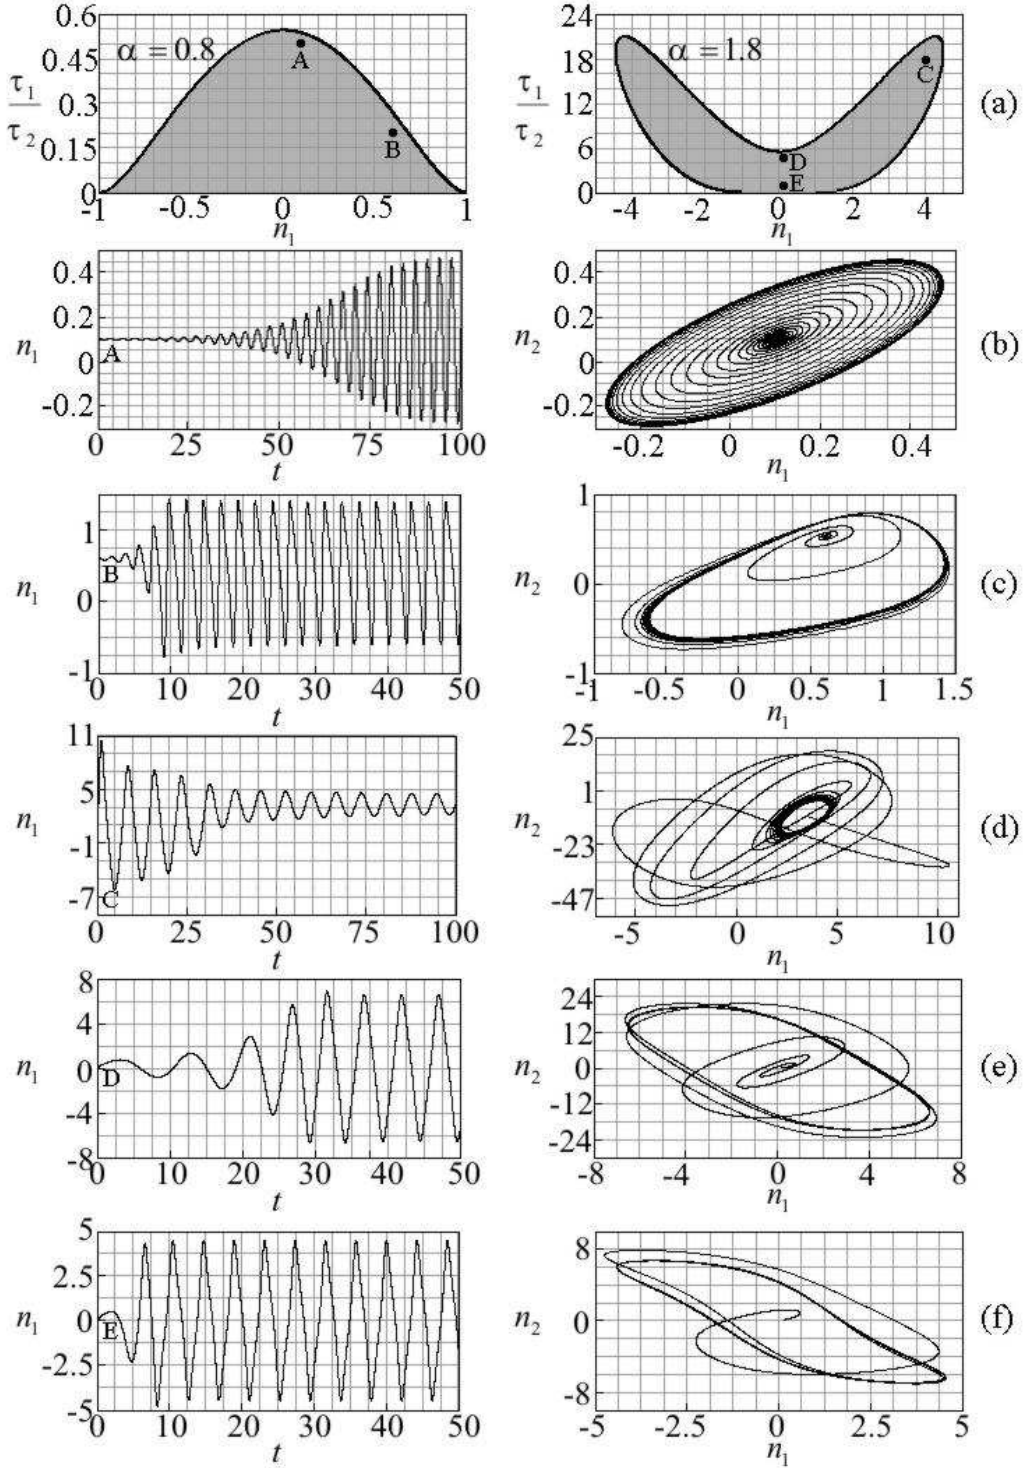 0.6
0.45
0.3
0.15
0
τ₁
τ₂
α = 0.8
A
B
-1 -0.5 0 0.5 1
n₁
24
18
12
6
0
τ₁
τ₂
α = 1.8
C
D
E
-4 -2 0 2 4
n₁
(a)
0.4
0.2
0
-0.2
n₁
A
0 25 50 75 100
t
0.4
0.2
0
-0.2
n₂
-0.2 0 0.2 0.4
n₁
(b)
1
0
-1
n₁
B
0 10 20 30 40 50
t
1
0
-1
n₂
-1 -0.5 0 0.5 1 1.5
n₁
(c)
11
5
-1
-7
n₁
C
0 25 50 75 100
t
25
1
-23
-47
n₂
-5 0 5 10
n₁
(d)
8
4
0
-4
-8
n₁
D
0 10 20 30 40 50
t
24
12
0
-12
-24
n₂
-8 -4 0 4 8
n₁
(e)
5
2.5
0
-2.5
-5
n₁
E
0 10 20 30 40 50
t
8
0
-8
n₂
-5 -2.5 0 2.5 5
n₁
(f)